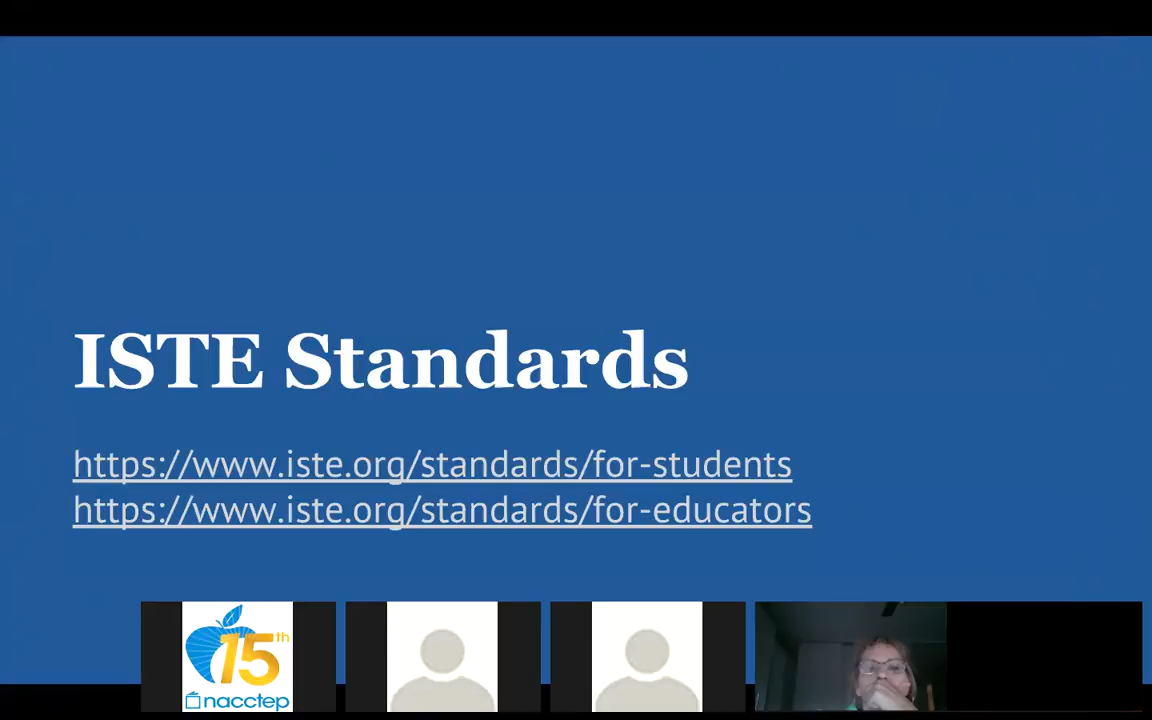 ISTE Standards
https://www.iste.org/standards/for-students
https://www.iste.org/standards/for-educators
15th
nacctep